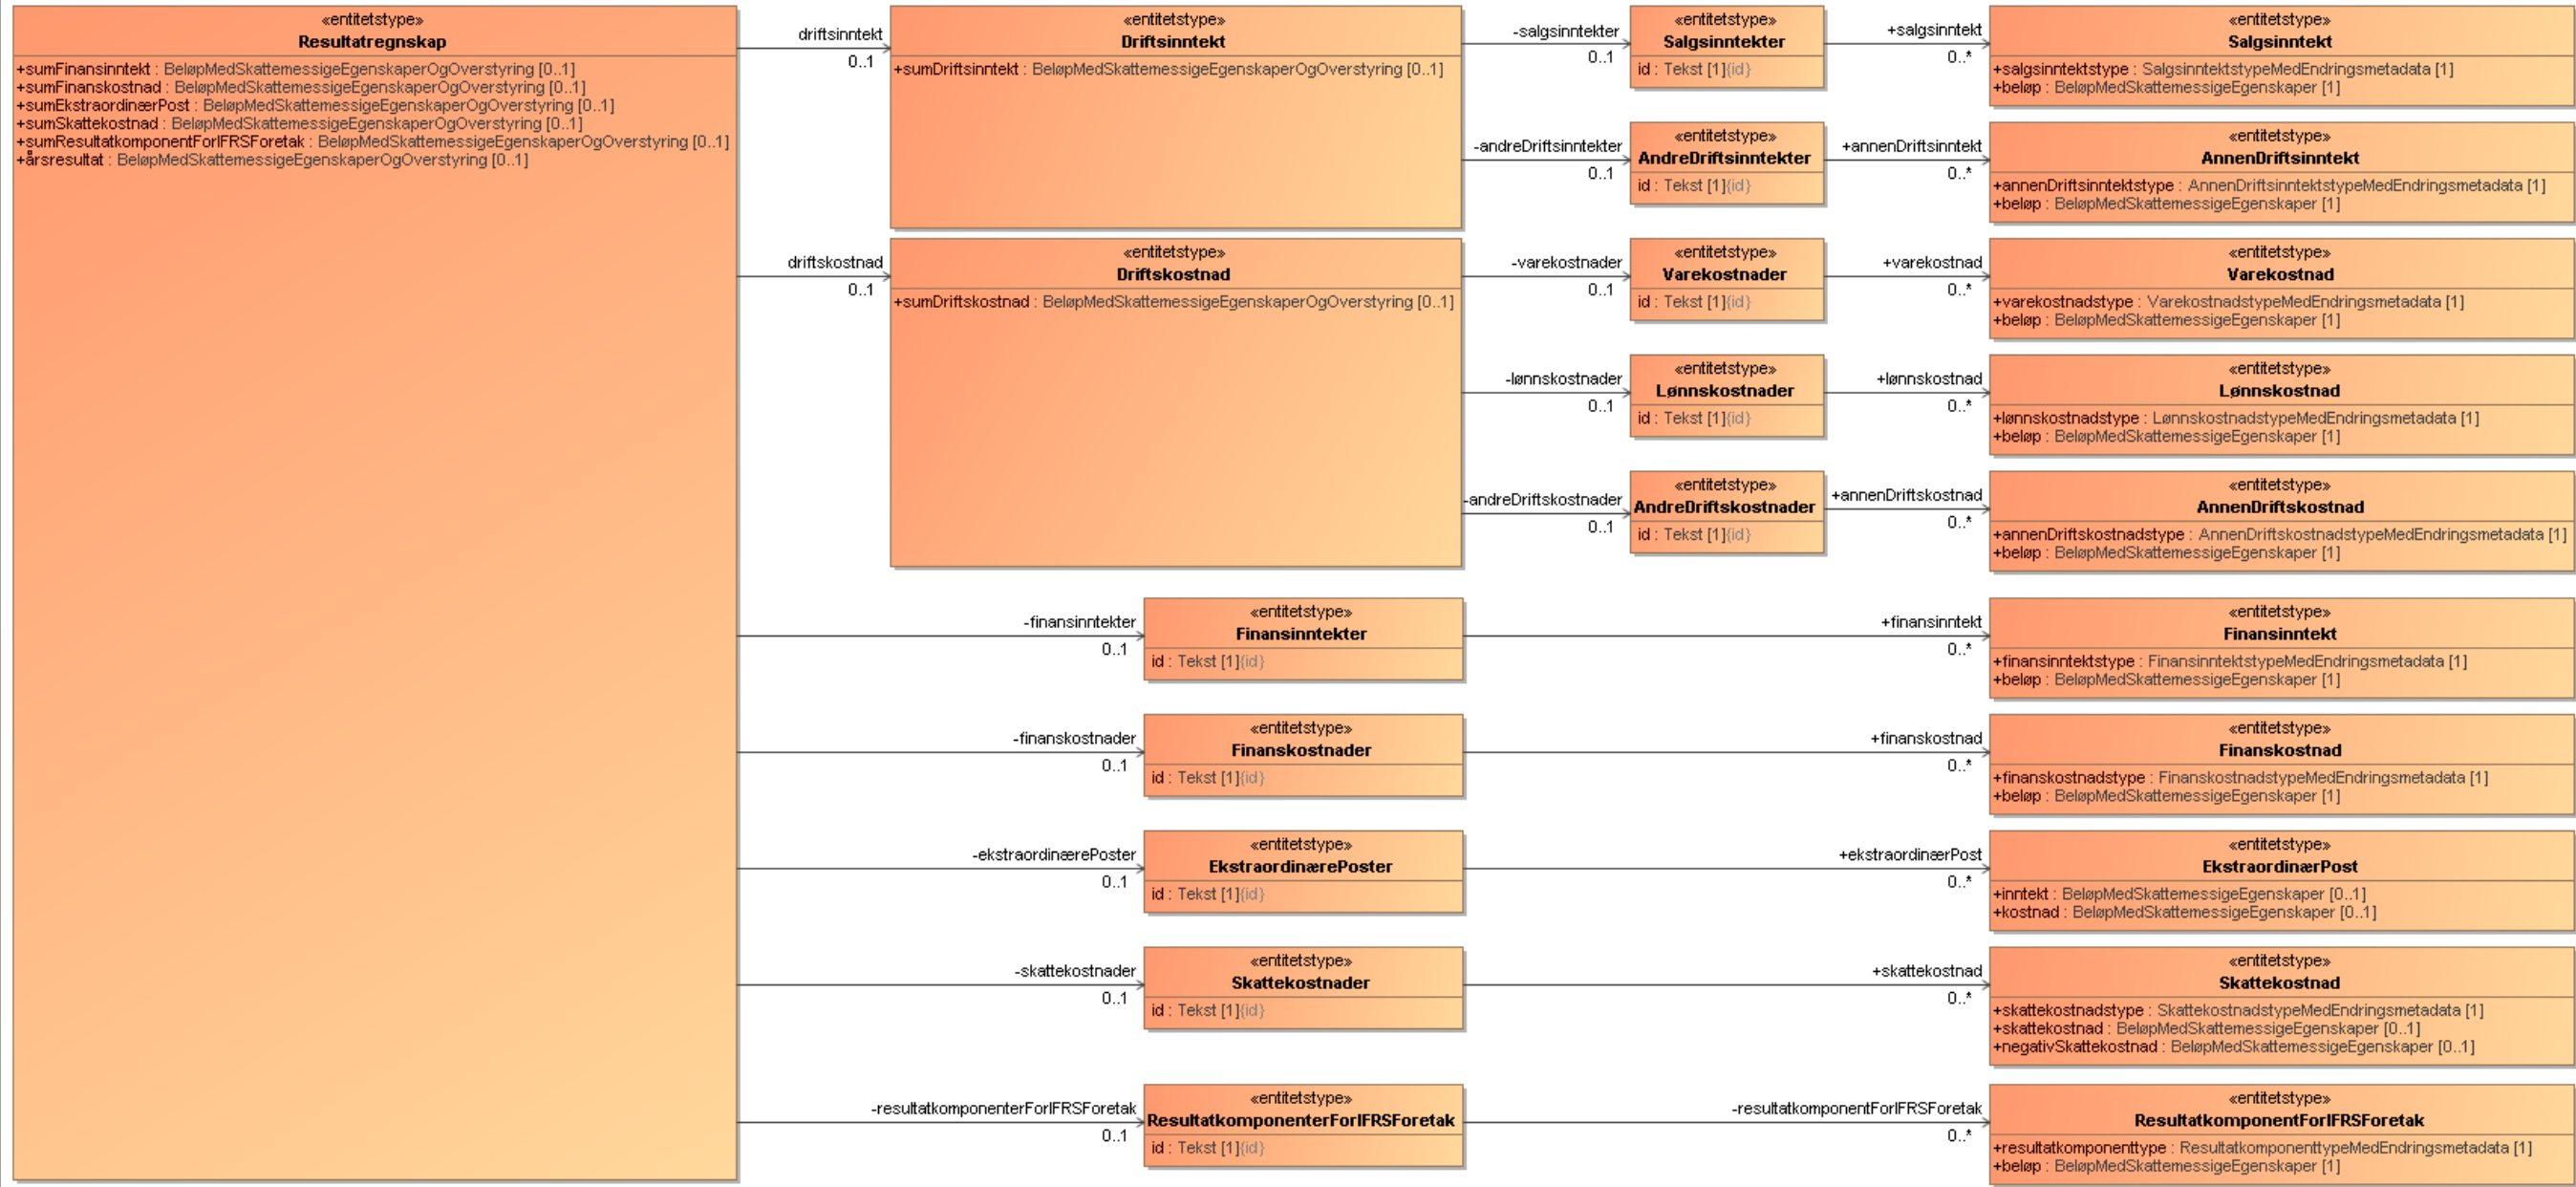 «entitetstype»
Resultatregnskap
+sumFinansinntekt : BeløpMedSkattemessigeEgenskaperOgOverstyring [0..1]
+sumFinanskostnad : BeløpMedSkattemessigeEgenskaperOgOverstyring [0..1]
+sumEkstraordinærPost : BeløpMedSkattemessigeEgenskaperOgOverstyring [0..1]
+sumSkattekostnad : BeløpMedSkattemessigeEgenskaperOgOverstyring [0..1]
+sumResultatkomponentForIFRSForetak : BeløpMedSkattemessigeEgenskaperOgOverstyring [0..1]
+årsresultat : BeløpMedSkattemessigeEgenskaperOgOverstyring [0..1]
driftsinntekt
0..1
«entitetstype»
Driftsinntekt
+sumDriftsinntekt : BeløpMedSkattemessigeEgenskaperOgOverstyring [0..1]
-salgsinntekter
0..1
«entitetstype»
Salgsinntekter
id : Tekst [1]{id}
+salgsinntekt
0..*
«entitetstype»
Salgsinntekt
+salgsinntektstype : SalgsinntektstypeMedEndringsmetadata [1]
+beløp : BeløpMedSkattemessigeEgenskaper [1]
-andreDriftsinntekter
0..1
«entitetstype»
AndreDriftsinntekter
id : Tekst [1]{id}
+annenDriftsinntekt
0..*
«entitetstype»
AnnenDriftsinntekt
+annenDriftsinntektstype : AnnenDriftsinntektstypeMedEndringsmetadata [1]
+beløp : BeløpMedSkattemessigeEgenskaper [1]
driftskostnad
0..1
«entitetstype»
Driftskostnad
+sumDriftskostnad : BeløpMedSkattemessigeEgenskaperOgOverstyring [0..1]
-varekostnader
0..1
«entitetstype»
Varekostnader
id : Tekst [1]{id}
+varekostnad
0..*
«entitetstype»
Varekostnad
+varekostnadstype : VarekostnadstypeMedEndringsmetadata [1]
+beløp : BeløpMedSkattemessigeEgenskaper [1]
-lønnskostnader
0..1
«entitetstype»
Lønnskostnader
id : Tekst [1]{id}
+lønnskostnad
0..*
«entitetstype»
Lønnskostnad
+lønnskostnadstype : LønnskostnadstypeMedEndringsmetadata [1]
+beløp : BeløpMedSkattemessigeEgenskaper [1]
-andreDriftskostnader
0..1
«entitetstype»
AndreDriftskostnader
id : Tekst [1]{id}
+annenDriftskostnad
0..*
«entitetstype»
AnnenDriftskostnad
+annenDriftskostnadstype : AnnenDriftskostnadstypeMedEndringsmetadata [1]
+beløp : BeløpMedSkattemessigeEgenskaper [1]
-finansinntekter
0..1
«entitetstype»
Finansinntekter
id : Tekst [1]{id}
+finansinntekt
0..*
«entitetstype»
Finansinntekt
+finansinntektstype : FinansinntektstypeMedEndringsmetadata [1]
+beløp : BeløpMedSkattemessigeEgenskaper [1]
-finanskostnader
0..1
«entitetstype»
Finanskostnader
id : Tekst [1]{id}
+finanskostnad
0..*
«entitetstype»
Finanskostnad
+finanskostnadstype : FinanskostnadstypeMedEndringsmetadata [1]
+beløp : BeløpMedSkattemessigeEgenskaper [1]
-ekstraordinærePoster
0..1
«entitetstype»
EkstraordinærePoster
id : Tekst [1]{id}
+ekstraordinærPost
0..*
«entitetstype»
EkstraordinærPost
+inntekt : BeløpMedSkattemessigeEgenskaper [0..1]
+kostnad : BeløpMedSkattemessigeEgenskaper [0..1]
-skattekostnader
0..1
«entitetstype»
Skattekostnader
id : Tekst [1]{id}
+skattekostnad
0..*
«entitetstype»
Skattekostnad
+skattekostnadstype : SkattekostnadstypeMedEndringsmetadata [1]
+skattekostnad : BeløpMedSkattemessigeEgenskaper [0..1]
+negativSkattekostnad : BeløpMedSkattemessigeEgenskaper [0..1]
-resultatkomponenterForIFRSForetak
0..1
«entitetstype»
ResultatkomponenterForIFRSForetak
id : Tekst [1]{id}
-resultatkomponentForIFRSForetak
0..*
«entitetstype»
ResultatkomponentForIFRSForetak
+resultatkomponenttype : ResultatkomponenttypeMedEndringsmetadata [1]
+beløp : BeløpMedSkattemessigeEgenskaper [1]